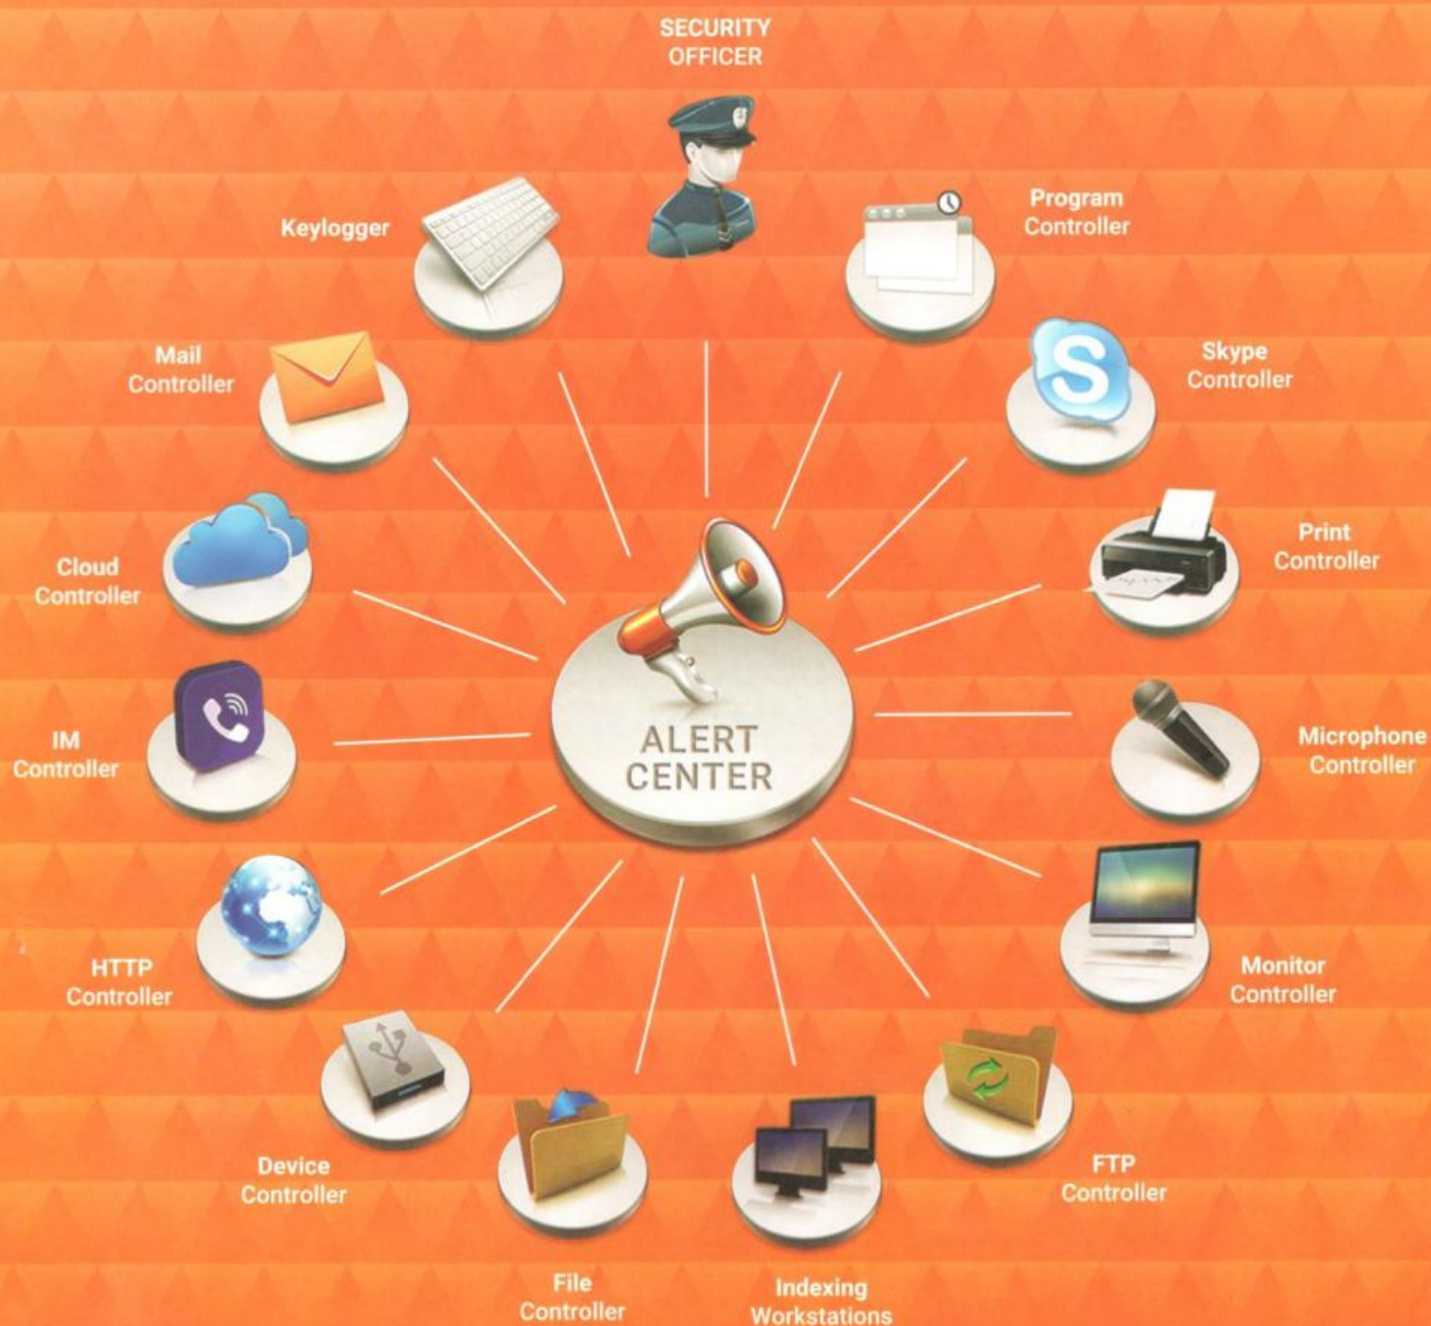 SECURITY
OFFICER
Keylogger
Program
Controller
Mail
Controller
Skype
Controller
S
Cloud
Controller
Print
Controller
IM
Controller
ALERT
CENTER
Microphone
Controller
HTTP
Controller
Monitor
Controller
Device
Controller
FTP
Controller
File
Controller
Indexing
Workstations